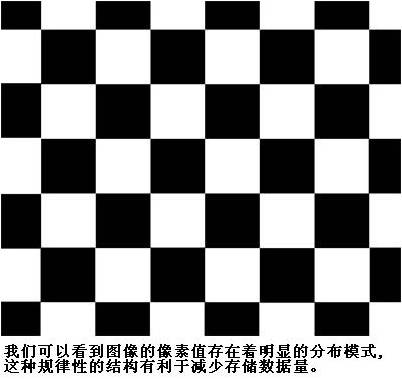 我们可以看到图像的像素值存在着明显的分布模式，
这种规律性的结构有利于减少存储数据量。